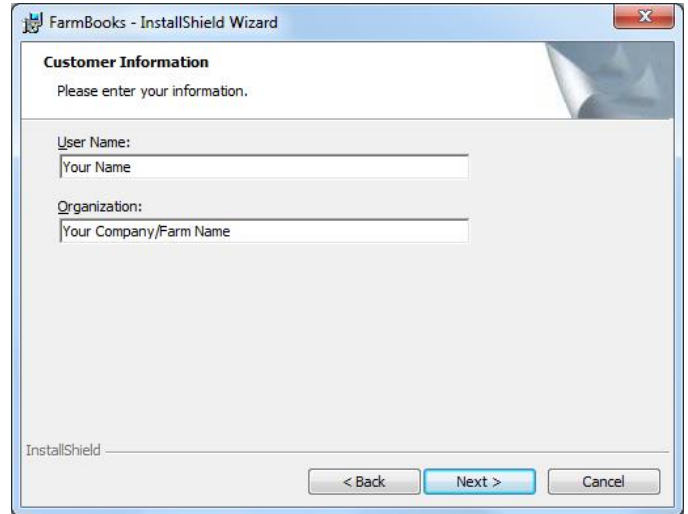 FarmBooks - InstallShield Wizard
Customer Information
Please enter your information.
User Name:
Your Name
Organization:
Your Company/Farm Name
InstallShield
< Back Next > Cancel